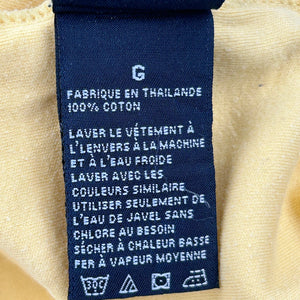 G
FABRIQUE EN THAILANDE
100% COTON
LAVER LE VÊTEMENT À
L'ENVERS À LA MACHINE
ET À L'EAU FROIDE
LAVER AVEC LES
COULEURS SIMILAIRE
UTILISER SEULEMENT DE
L'EAU DE JAVEL SANS
CHLORE AU BESOIN
SÉCHER À CHALEUR BASSE
FER À VAPEUR MOYENNE